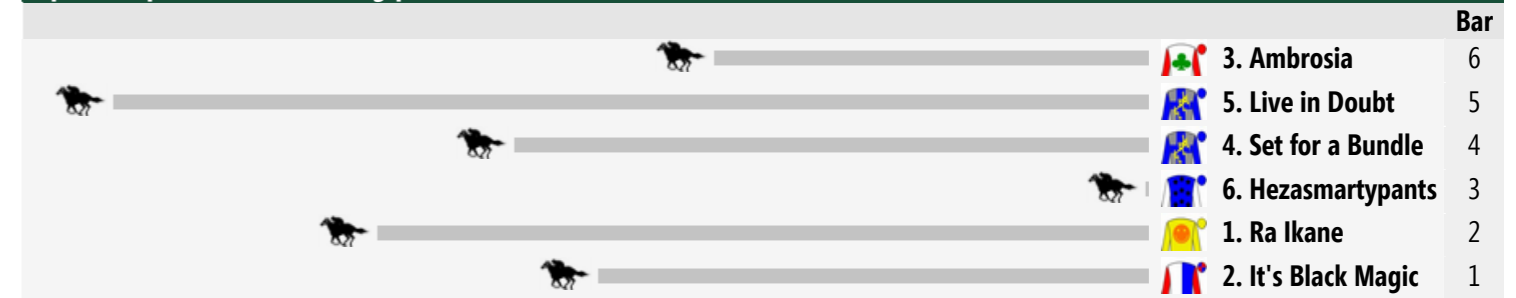 Bar
3. Ambrosia 6
5. Live in Doubt 5
4. Set for a Bundle 4
6. Hezasmartypants 3
1. Ra Ikane 2
2. It's Black Magic 1